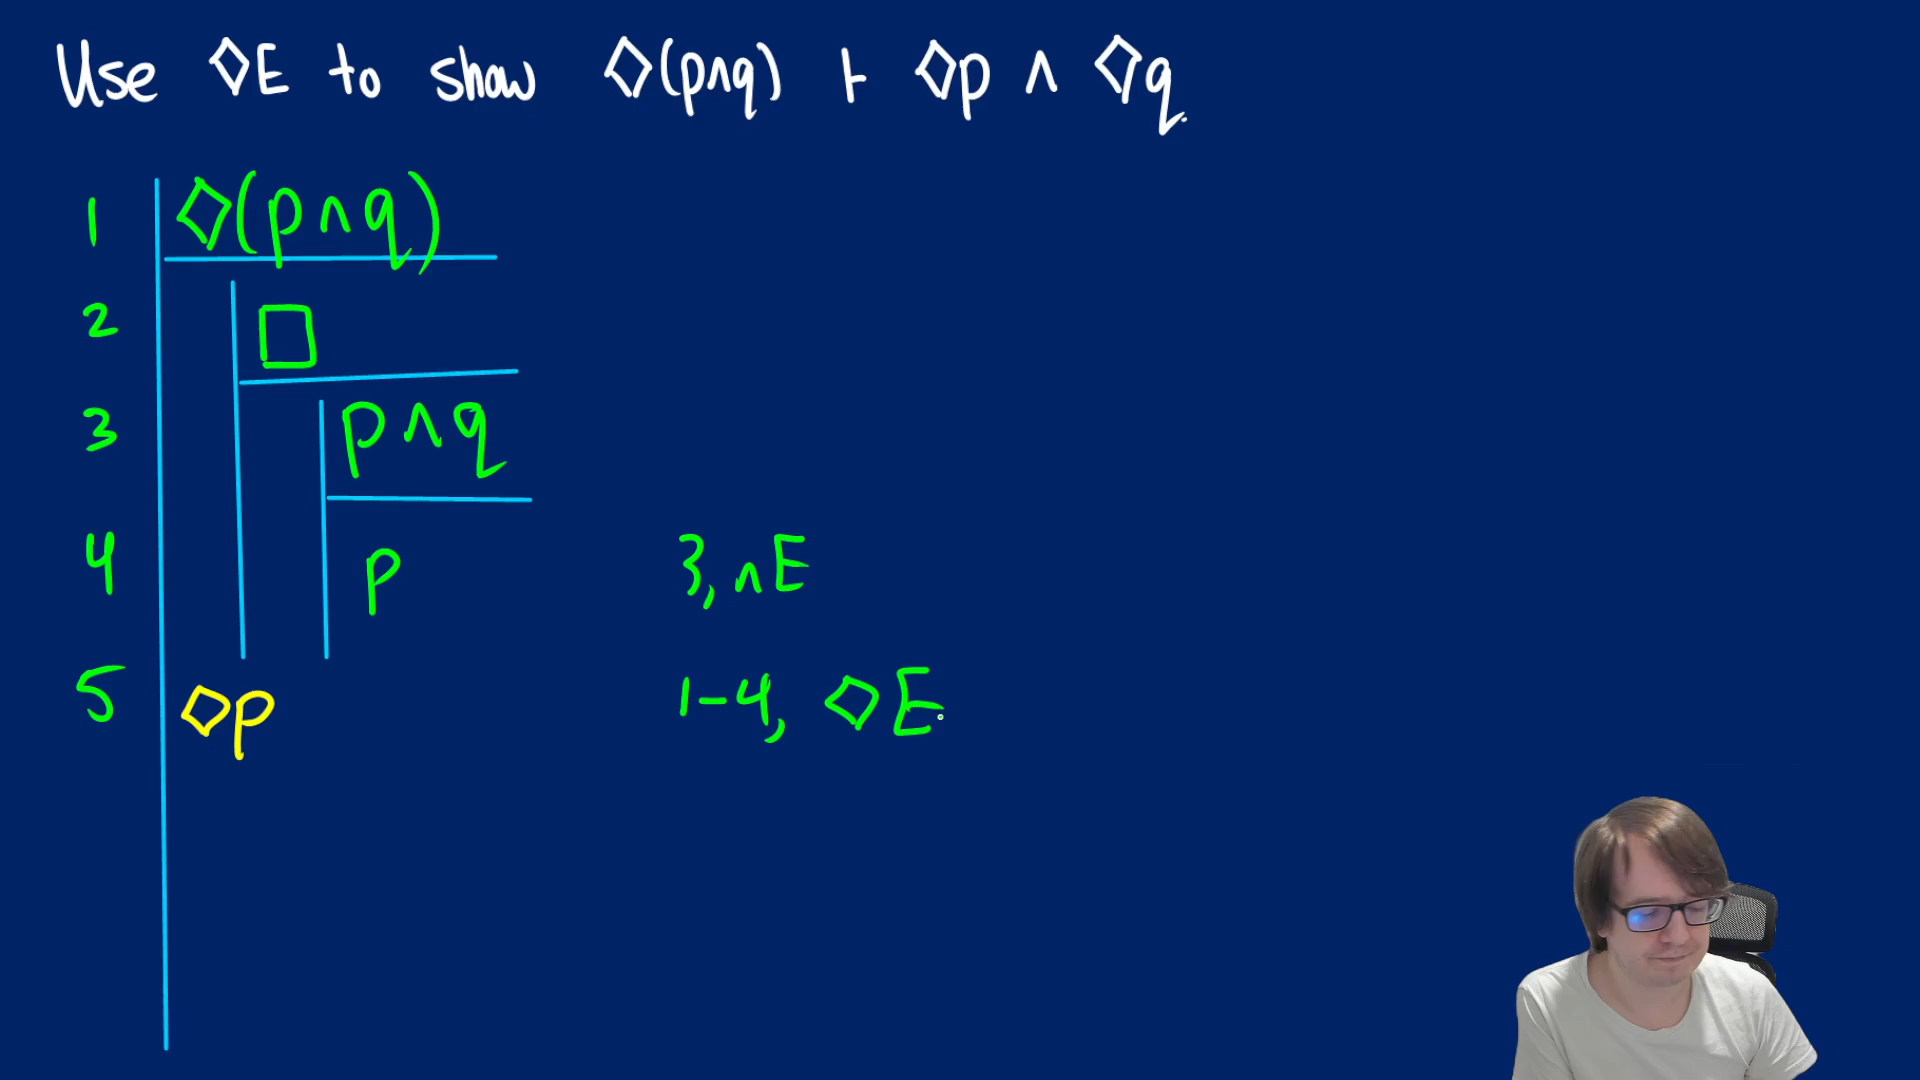 Use ◇E to show ◇(p∧q) ⊢ ◇p ∧ ◇q.
1 ◇(p∧q)
2 □
3 p∧q
4 p 3, ∧E
5 ◇p 1-4, ◇E